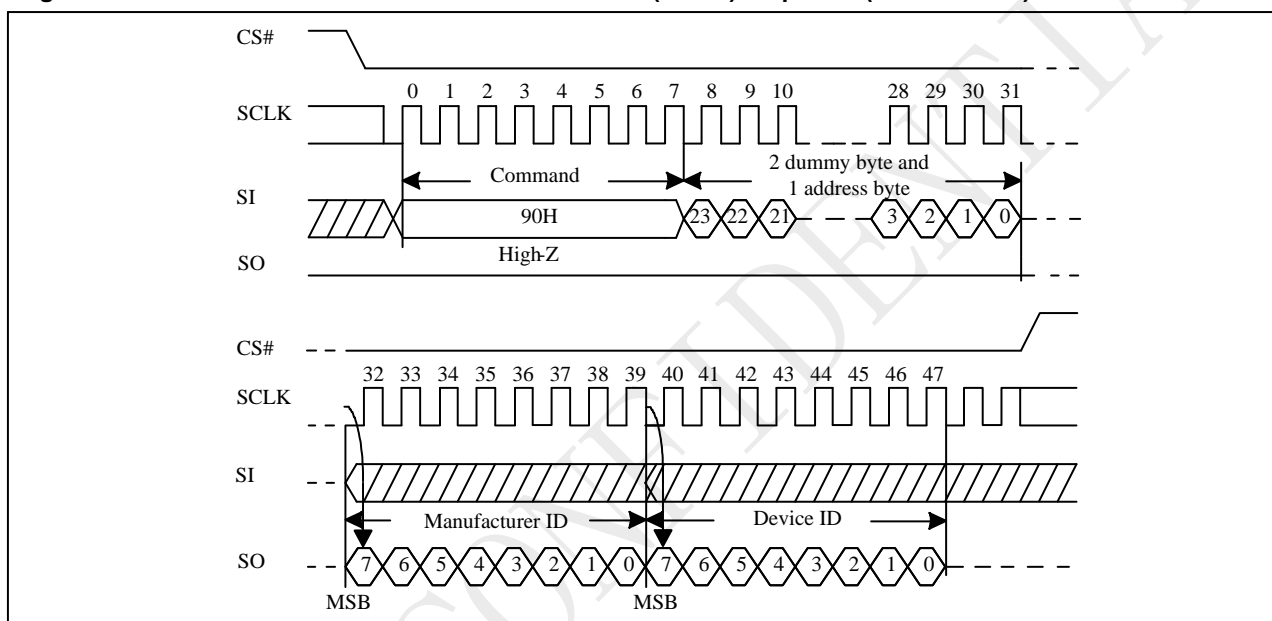 CS#
0 1 2 3 4 5 6 7 8 9 10 28 29 30 31
SCLK
Command
2 dummy byte and
1 address byte
SI
90H
23 22 21 3 2 1 0
High-Z
SO
CS#
32 33 34 35 36 37 38 39 40 41 42 43 44 45 46 47
SCLK
SI
Manufacturer ID
Device ID
SO
7 6 5 4 3 2 1 0 7 6 5 4 3 2 1 0
MSB
MSB